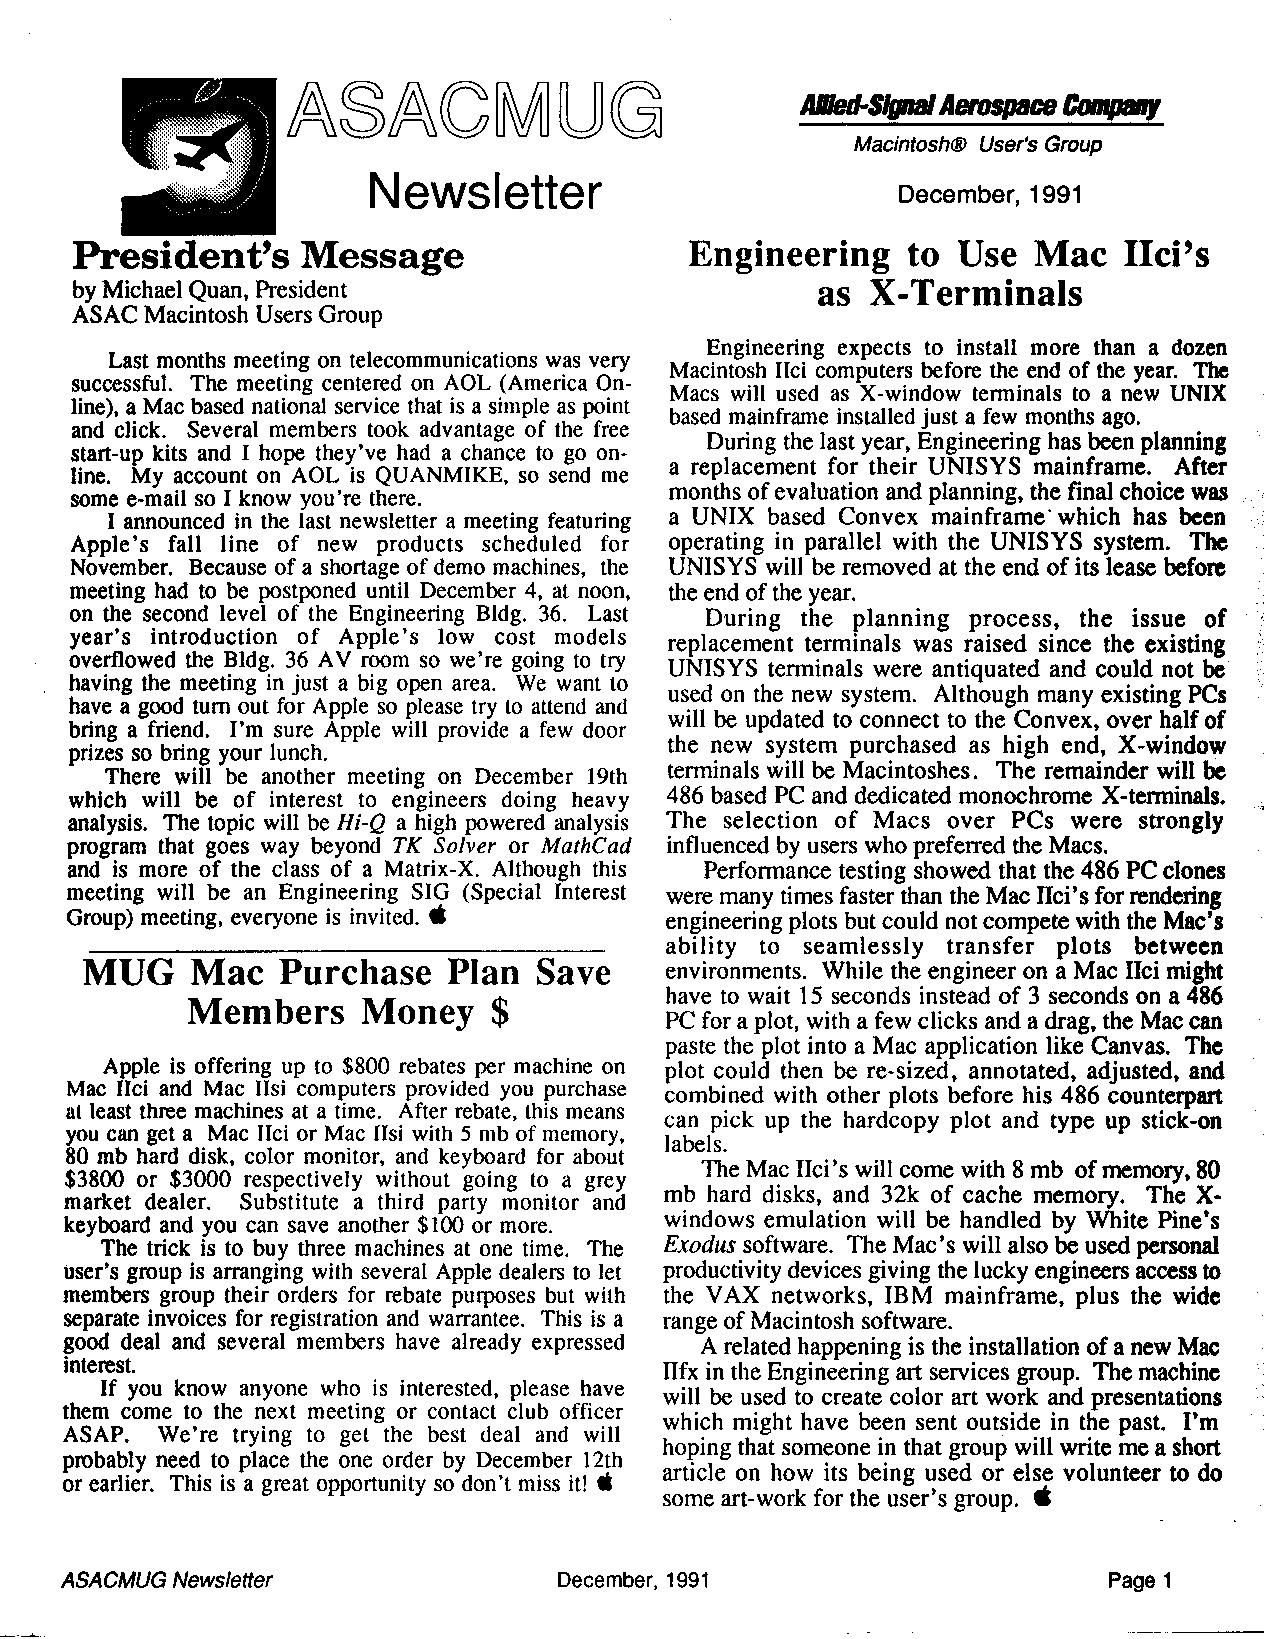 ASACMUG
Newsletter
Allied-Signal Aerospace Company
Macintosh® User's Group
December, 1991
President's Message
by Michael Quan, President
ASAC Macintosh Users Group
Last months meeting on telecommunications was very
successful. The meeting centered on AOL (America On-
line), a Mac based national service that is a simple as point
and click. Several members took advantage of the free
start-up kits and I hope they've had a chance to go on-
line. My account on AOL is QUANMIKE, so send me
some e-mail so I know you're there.
I announced in the last newsletter a meeting featuring
Apple's fall line of new products scheduled for
November. Because of a shortage of demo machines, the
meeting had to be postponed until December 4, at noon,
on the second level of the Engineering Bldg. 36. Last
year's introduction of Apple's low cost models
overflowed the Bldg. 36 AV room so we're going to try
having the meeting in just a big open area. We want to
have a good turn out for Apple so please try to attend and
bring a friend. I'm sure Apple will provide a few door
prizes so bring your lunch.
There will be another meeting on December 19th
which will be of interest to engineers doing heavy
analysis. The topic will be Hi-Q a high powered analysis
program that goes way beyond TK Solver or MathCad
and is more of the class of a Matrix-X. Although this
meeting will be an Engineering SIG (Special Interest
Group) meeting, everyone is invited.
MUG Mac Purchase Plan Save
Members Money $
Apple is offering up to $800 rebates per machine on
Mac IIci and Mac IIsi computers provided you purchase
at least three machines at a time. After rebate, this means
you can get a Mac IIci or Mac IIsi with 5 mb of memory,
80 mb hard disk, color monitor, and keyboard for about
$3800 or $3000 respectively without going to a grey
market dealer. Substitute a third party monitor and
keyboard and you can save another $100 or more.
The trick is to buy three machines at one time. The
user's group is arranging with several Apple dealers to let
members group their orders for rebate purposes but with
separate invoices for registration and warrantee. This is a
good deal and several members have already expressed
interest.
If you know anyone who is interested, please have
them come to the next meeting or contact club officer
ASAP. We're trying to get the best deal and will
probably need to place the one order by December 12th
or earlier. This is a great opportunity so don't miss it!
Engineering to Use Mac IIci's
as X-Terminals
Engineering expects to install more than a dozen
Macintosh IIci computers before the end of the year. The
Macs will used as X-window terminals to a new UNIX
based mainframe installed just a few months ago.
During the last year, Engineering has been planning
a replacement for their UNISYS mainframe. After
months of evaluation and planning, the final choice was
a UNIX based Convex mainframe which has been
operating in parallel with the UNISYS system. The
UNISYS will be removed at the end of its lease before
the end of the year.
During the planning process, the issue of
replacement terminals was raised since the existing
UNISYS terminals were antiquated and could not be
used on the new system. Although many existing PCs
will be updated to connect to the Convex, over half of
the new system purchased as high end, X-window
terminals will be Macintoshes. The remainder will be
486 based PC and dedicated monochrome X-terminals.
The selection of Macs over PCs were strongly
influenced by users who preferred the Macs.
Performance testing showed that the 486 PC clones
were many times faster than the Mac IIci's for rendering
engineering plots but could not compete with the Mac's
ability to seamlessly transfer plots between
environments. While the engineer on a Mac IIci might
have to wait 15 seconds instead of 3 seconds on a 486
PC for a plot, with a few clicks and a drag, the Mac can
paste the plot into a Mac application like Canvas. The
plot could then be re-sized, annotated, adjusted, and
combined with other plots before his 486 counterpart
can pick up the hardcopy plot and type up stick-on
labels.
The Mac IIci's will come with 8 mb of memory, 80
mb hard disks, and 32k of cache memory. The X-
windows emulation will be handled by White Pine's
Exodus software. The Mac's will also be used personal
productivity devices giving the lucky engineers access to
the VAX networks, IBM mainframe, plus the wide
range of Macintosh software.
A related happening is the installation of a new Mac
IIfx in the Engineering art services group. The machine
will be used to create color art work and presentations
which might have been sent outside in the past. I'm
hoping that someone in that group will write me a short
article on how its being used or else volunteer to do
some art-work for the user's group.
ASACMUG Newsletter
December, 1991
Page 1